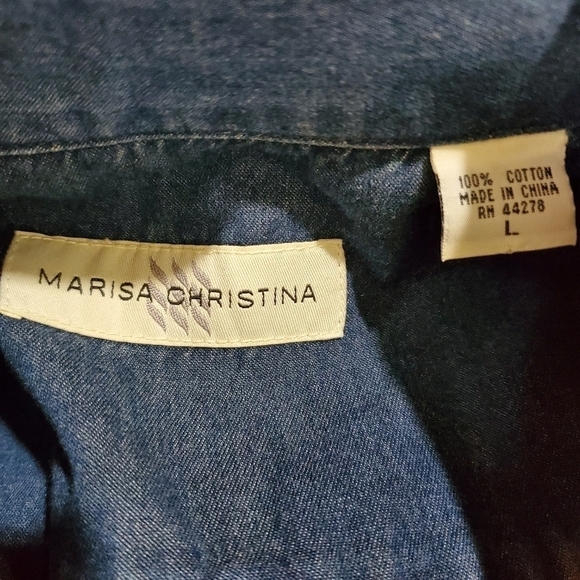 MARISA CHRISTINA
100% COTTON
MADE IN CHINA
RN 44278
L